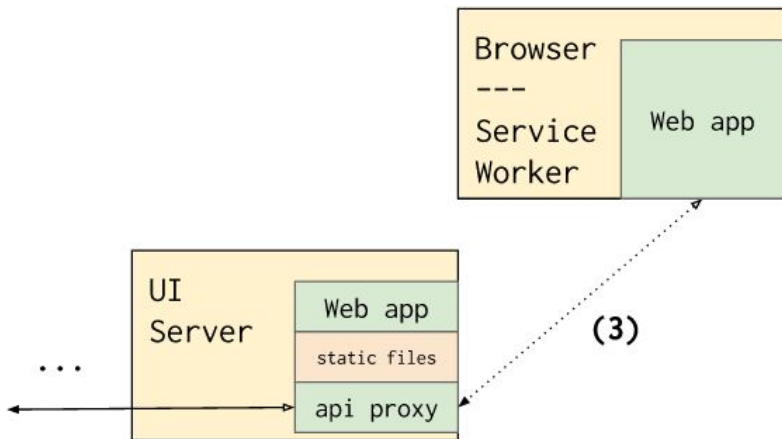 Browser
---
Service
Worker
Web app
UI
Server
Web app
static files
api proxy
...
(3)